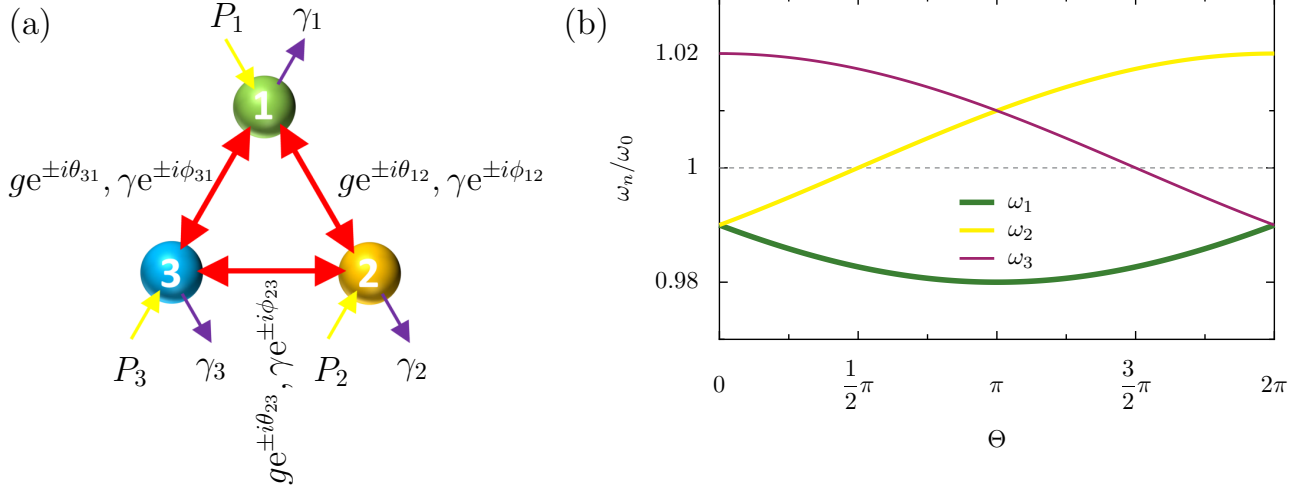 (a)
P₁ γ₁
1
ge^{±iθ₃₁}, γe^{±iϕ₃₁}
ge^{±iθ₁₂}, γe^{±iϕ₁₂}
3
2
ge^{±iθ₂₃}, γe^{±iϕ₂₃}
P₃ γ₃ P₂ γ₂
(b)
ωₙ/ω₀
1.02
1
0.98
ω₁
ω₂
ω₃
0 1/2π π 3/2π 2π
Θ